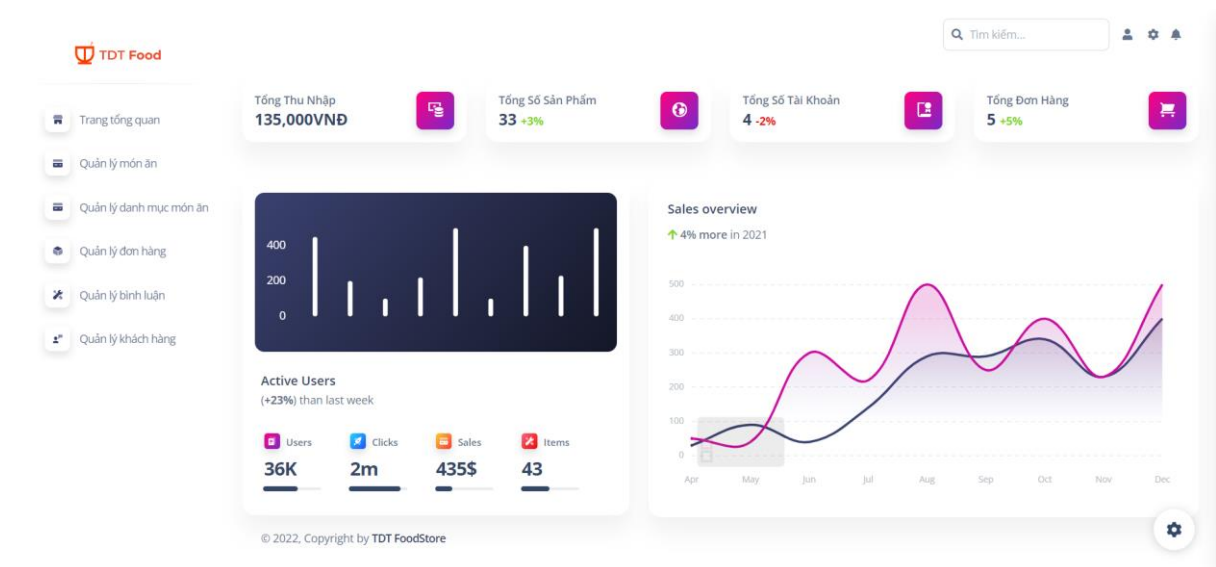 TDT Food
Tìm kiếm...
Trang tổng quan
Quản lý món ăn
Quản lý danh mục món ăn
Quản lý đơn hàng
Quản lý bình luận
Quản lý khách hàng
Tổng Thu Nhập
135,000VNĐ
Tổng Số Sản Phẩm
33 +3%
Tổng Số Tài Khoản
4 -2%
Tổng Đơn Hàng
5 +5%
400
200
0
Active Users
(+23%) than last week
Users
Clicks
Sales
Items
36K
2m
435$
43
Sales overview
4% more in 2021
500
400
300
200
100
0
Apr May Jun Jul Aug Sep Oct Nov Dec
© 2022, Copyright by TDT FoodStore